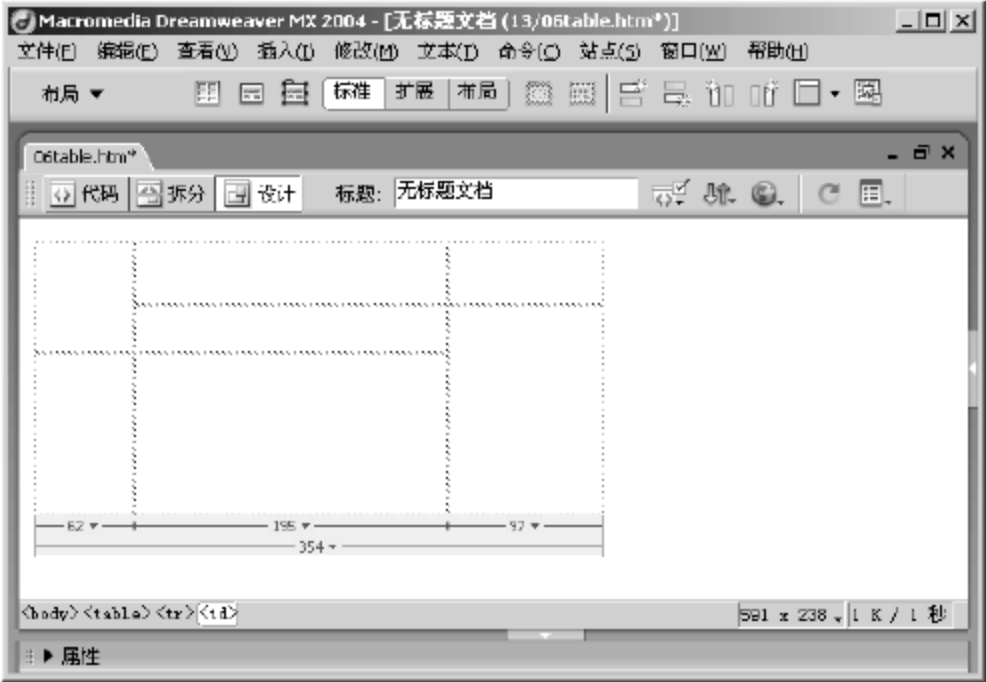 Macromedia Dreamweaver MX 2004 - [无标题文档 (13/06table.htm*)]
文件(F) 编辑(E) 查看(V) 插入(I) 修改(M) 文本(T) 命令(C) 站点(S) 窗口(W) 帮助(H)
布局 标准 扩展 布局
06table.htm*
代码 拆分 设计 标题: 无标题文档
62 195 97
354
<body> <table> <tr> <td> 591 x 238 1 K / 1 秒
属性